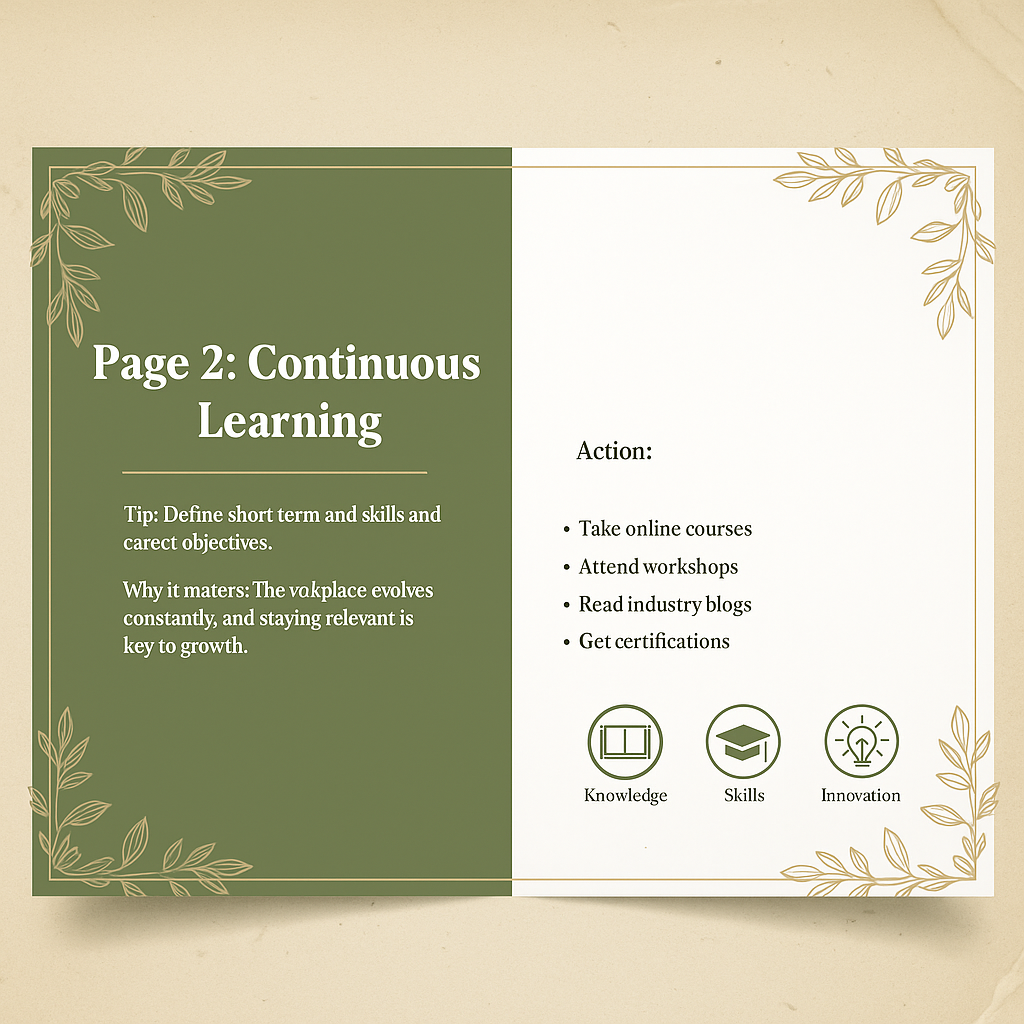 Page 2: Continuous
Learning
Tip: Define short term and skills and
carect objectives.
Why it maters: The vakplace evolves
constantly, and staying relevant is
key to growth.
Action:
• Take online courses
• Attend workshops
• Read industry blogs
• Get certifications
Knowledge
Skills
Innovation